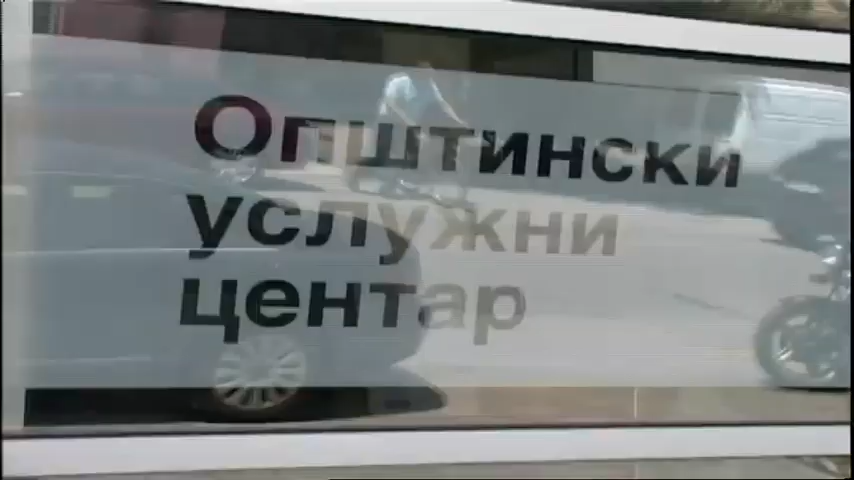 Општински
услужни
центар